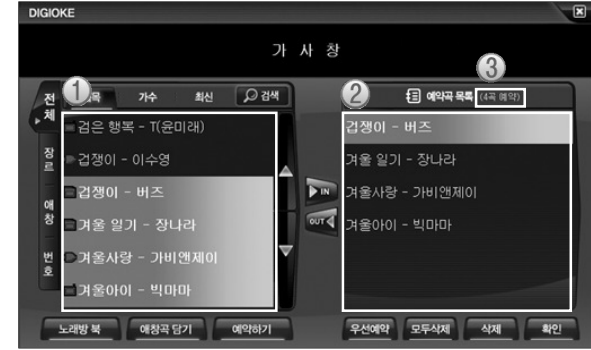 DIGIOKE
가 사 창
③
① 목 가수 최신 검색
② 예약곡 목록 (4곡 예약)
전체
장르
애창
번호
검은 행복 - T(윤미래)
겁쟁이 - 이수영
겁쟁이 - 버즈
겨울 일기 - 장나라
겨울사랑 - 가비앤제이
겨울아이 - 빅마마
IN
OUT
겁쟁이 - 버즈
겨울 일기 - 장나라
겨울사랑 - 가비앤제이
겨울아이 - 빅마마
노래방 북 애창곡 담기 예약하기
우선예약 모두삭제 삭제 확인